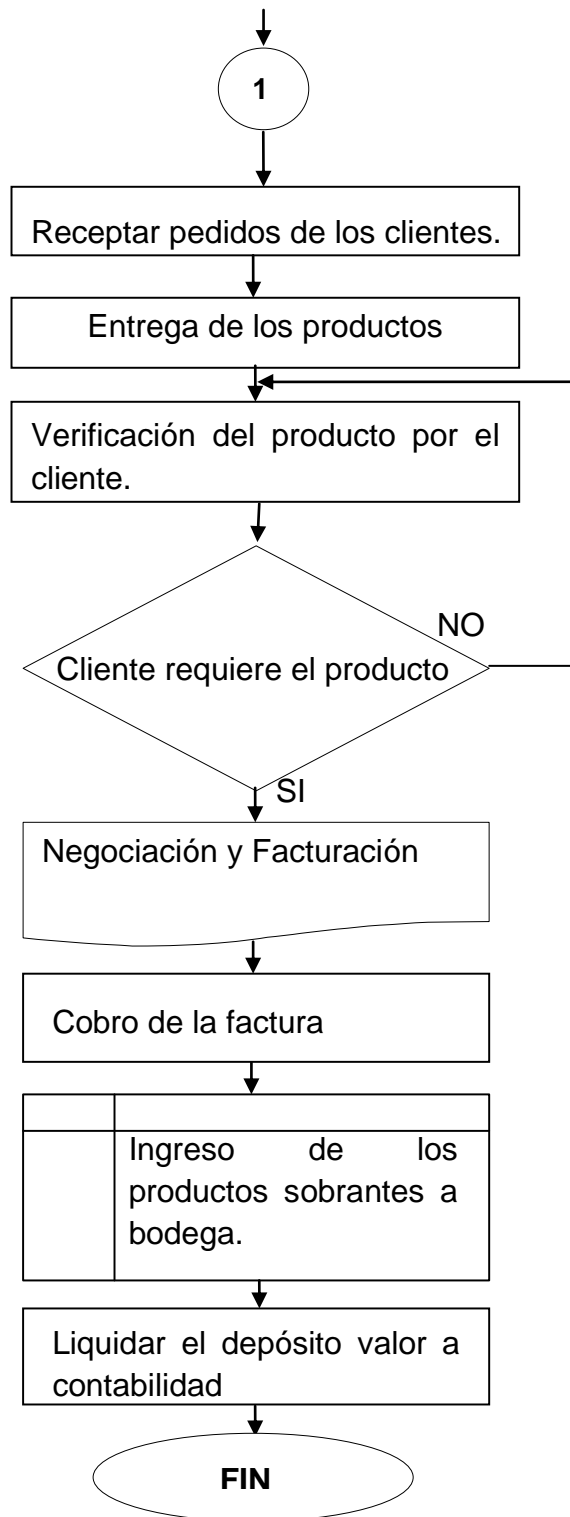 1
Receptar pedidos de los clientes.
Entrega de los productos
Verificación del producto por el
cliente.
NO
Cliente requiere el producto
SI
Negociación y Facturación
Cobro de la factura
Ingreso de los
productos sobrantes a
bodega.
Liquidar el depósito valor a
contabilidad
FIN